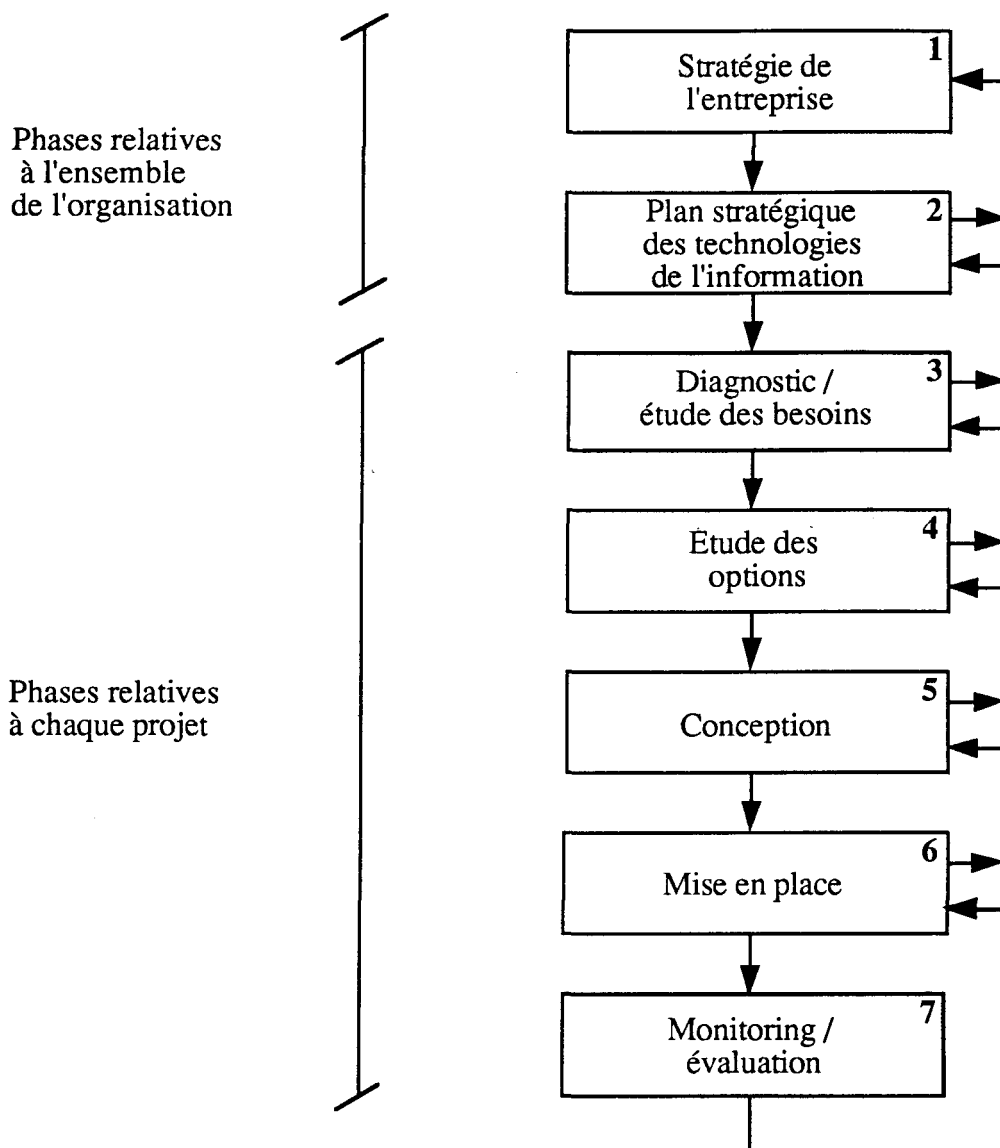 Phases relatives
à l'ensemble
de l'organisation
1
Stratégie de
l'entreprise
2
Plan stratégique
des technologies
de l'information
3
Diagnostic /
étude des besoins
4
Étude des
options
Phases relatives
à chaque projet
5
Conception
6
Mise en place
7
Monitoring /
évaluation